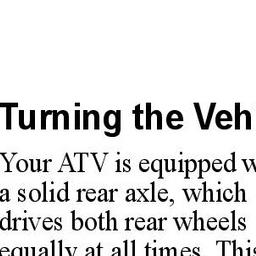 Turning the Veh
Your ATV is equipped w
a solid rear axle, which
drives both rear wheels
equally at all times. This